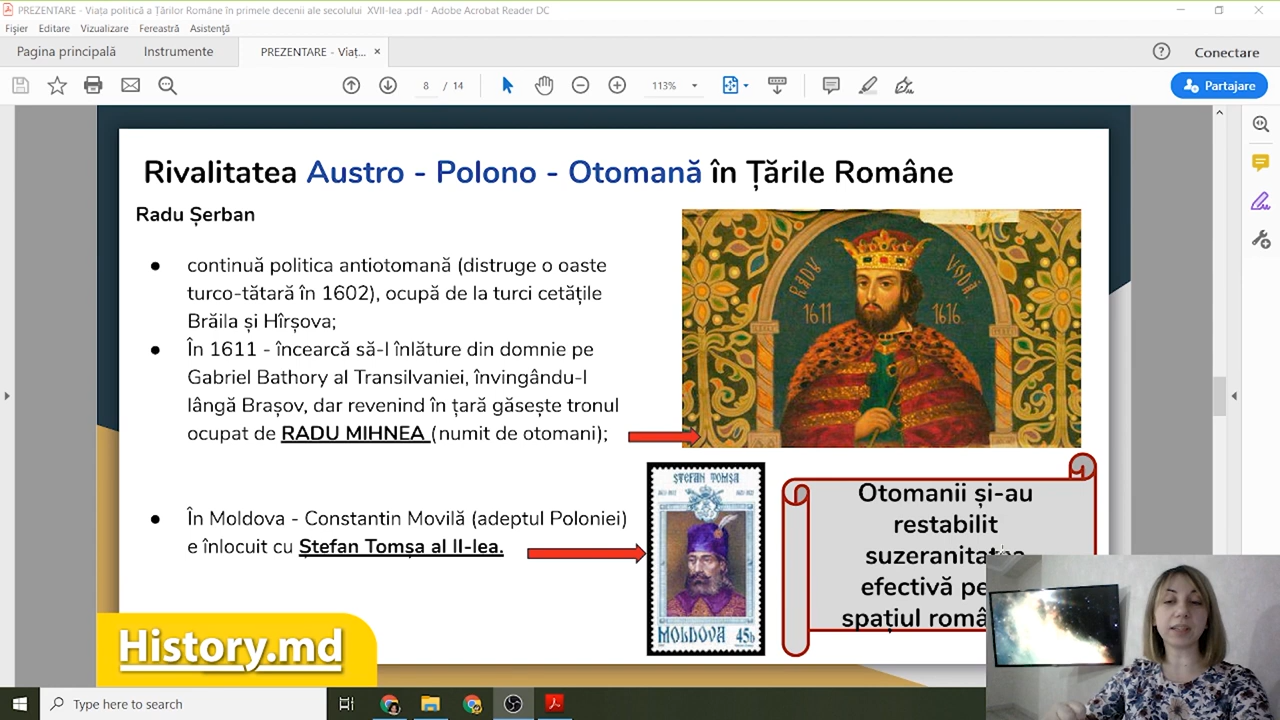 PREZENTARE - Viața politică a Țărilor Române în primele decenii ale secolului XVII-lea .pdf - Adobe Acrobat Reader DC
Fișier Editare Vizualizare Fereastră Asistență
Pagina principală Instrumente PREZENTARE - Viaț... × Conectare
8 / 14 113% Partajare
Rivalitatea Austro - Polono - Otomană în Țările Române
Radu Șerban
● continuă politica antiotomană (distruge o oaste
turco-tătară în 1602), ocupă de la turci cetățile
Brăila și Hîrșova;
● În 1611 - încearcă să-l înlăture din domnie pe
Gabriel Bathory al Transilvaniei, învingându-l
lângă Brașov, dar revenind în țară găsește tronul
ocupat de RADU MIHNEA (numit de otomani);
RADU VODĂ
1611 1616
● În Moldova - Constantin Movilă (adeptul Poloniei)
e înlocuit cu Ștefan Tomșa al II-lea.
ȘTEFAN TOMȘA
MOLDOVA 45b
Otomanii și-au
restabilit
suzeranitatea
efectivă
spațiul
History.md
Type here to search